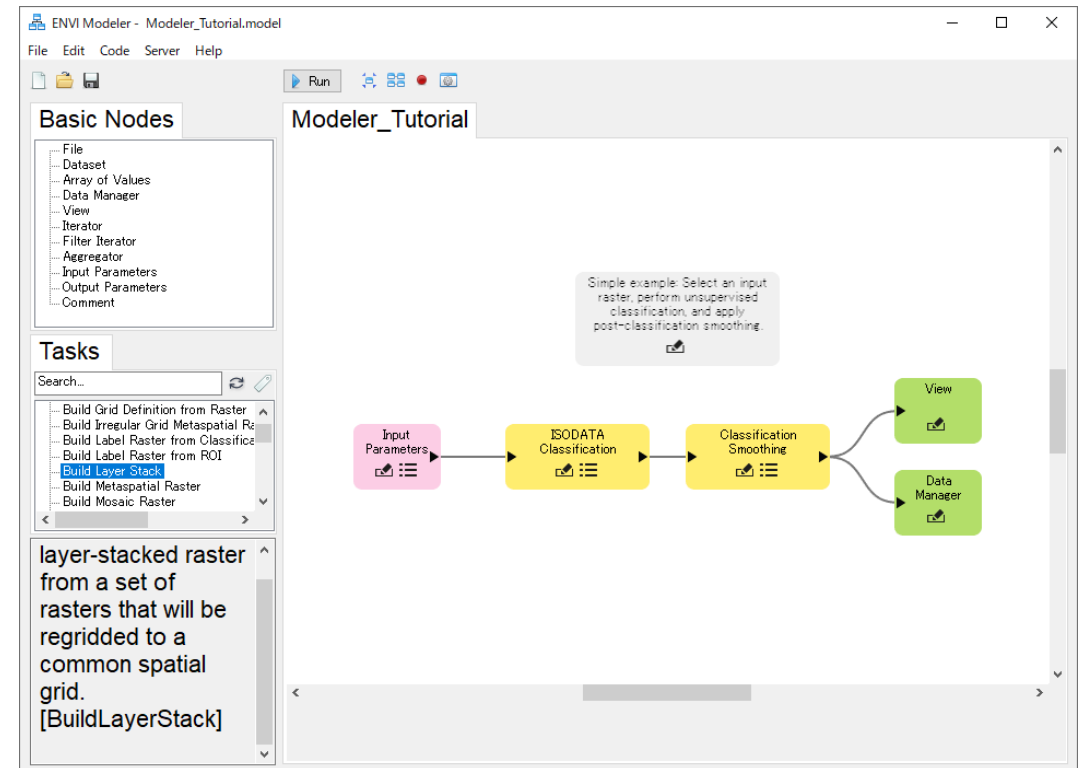 ENVI Modeler - Modeler_Tutorial.model
File Edit Code Server Help
Run
Basic Nodes
File
Dataset
Array of Values
Data Manager
View
Iterator
Filter Iterator
Aggregator
Input Parameters
Output Parameters
Comment
Tasks
Search...
Build Grid Definition from Raster
Build Irregular Grid Metaspatial Ra
Build Label Raster from Classifica
Build Label Raster from ROI
Build Layer Stack
Build Metaspatial Raster
Build Mosaic Raster
layer-stacked raster
from a set of
rasters that will be
regridded to a
common spatial
grid.
[BuildLayerStack]
Modeler_Tutorial
Simple example: Select an input
raster, perform unsupervised
classification, and apply
post-classification smoothing.
Input
Parameters
ISODATA
Classification
Classification
Smoothing
View
Data
Manager